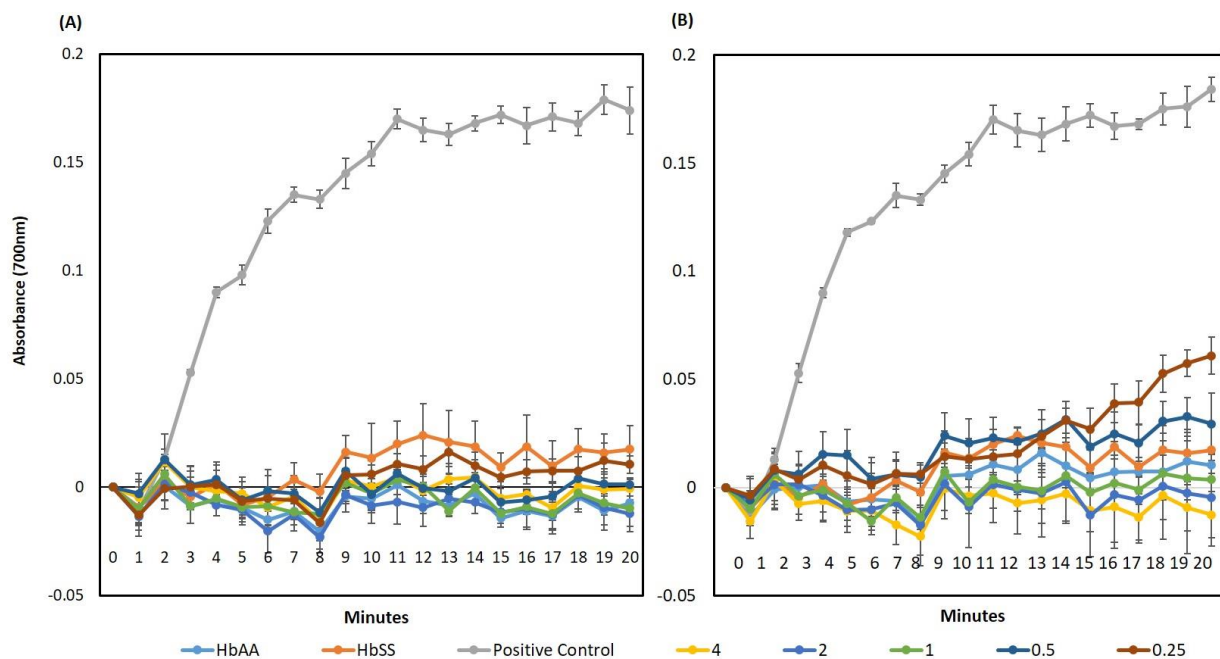 (A) (B)
0.2 0.2
0.15 0.15
0.1 0.1
0.05 0.05
0 0
-0.05 -0.05
Absorbance (700nm)
0 1 2 3 4 5 6 7 8 9 10 11 12 13 14 15 16 17 18 19 20 0 1 2 3 4 5 6 7 8 9 10 11 12 13 14 15 16 17 18 19 20
Minutes Minutes
HbAA HbSS Positive Control 4 2 1 0.5 0.25